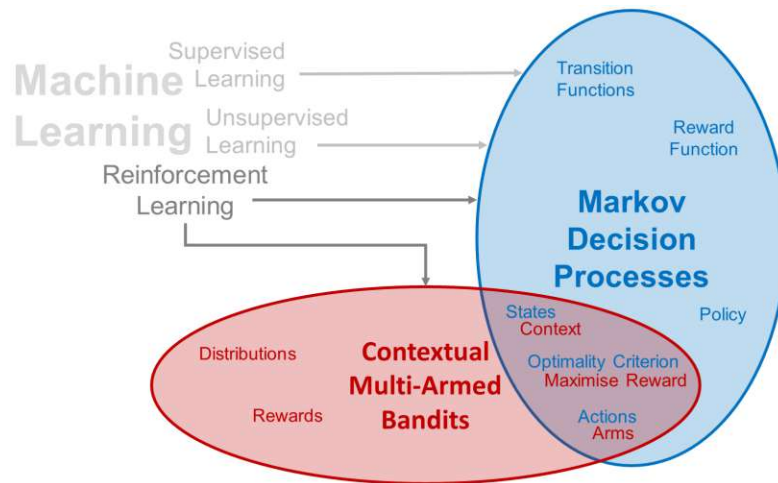 Machine
Learning
Supervised
Learning
Unsupervised
Learning
Reinforcement
Learning
Transition
Functions
Reward
Function
Markov
Decision
Processes
Policy
States
Context
Optimality Criterion
Maximise Reward
Actions
Arms
Distributions
Rewards
Contextual
Multi-Armed
Bandits